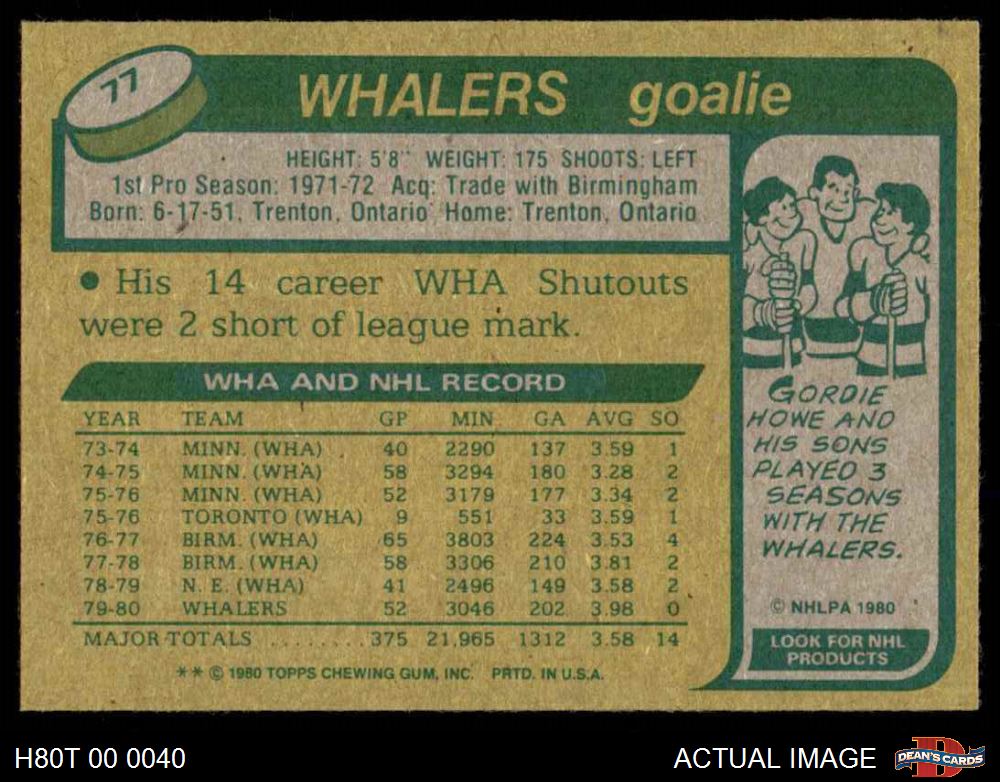 77
WHALERS goalie
HEIGHT: 5'8" WEIGHT: 175 SHOOTS: LEFT
1st Pro Season: 1971-72 Acq: Trade with Birmingham
Born: 6-17-51, Trenton, Ontario Home: Trenton, Ontario
• His 14 career WHA Shutouts
were 2 short of league mark.
WHA AND NHL RECORD
YEAR TEAM GP MIN GA AVG SO
73-74 MINN. (WHA) 40 2290 137 3.59 1
74-75 MINN. (WHA) 58 3294 180 3.28 2
75-76 MINN. (WHA) 52 3179 177 3.34 2
75-76 TORONTO (WHA) 9 551 33 3.59 1
76-77 BIRM. (WHA) 65 3803 224 3.53 4
77-78 BIRM. (WHA) 58 3306 210 3.81 2
78-79 N. E. (WHA) 41 2496 149 3.58 2
79-80 WHALERS 52 3046 202 3.98 0
MAJOR TOTALS ........ 375 21,965 1312 3.58 14
** © 1980 TOPPS CHEWING GUM, INC. PRTD. IN U.S.A.
GORDIE
HOWE AND
HIS SONS
PLAYED 3
SEASONS
WITH THE
WHALERS.
© NHLPA 1980
LOOK FOR NHL
PRODUCTS
H80T 00 0040
ACTUAL IMAGE
D
DEAN'S CARDS